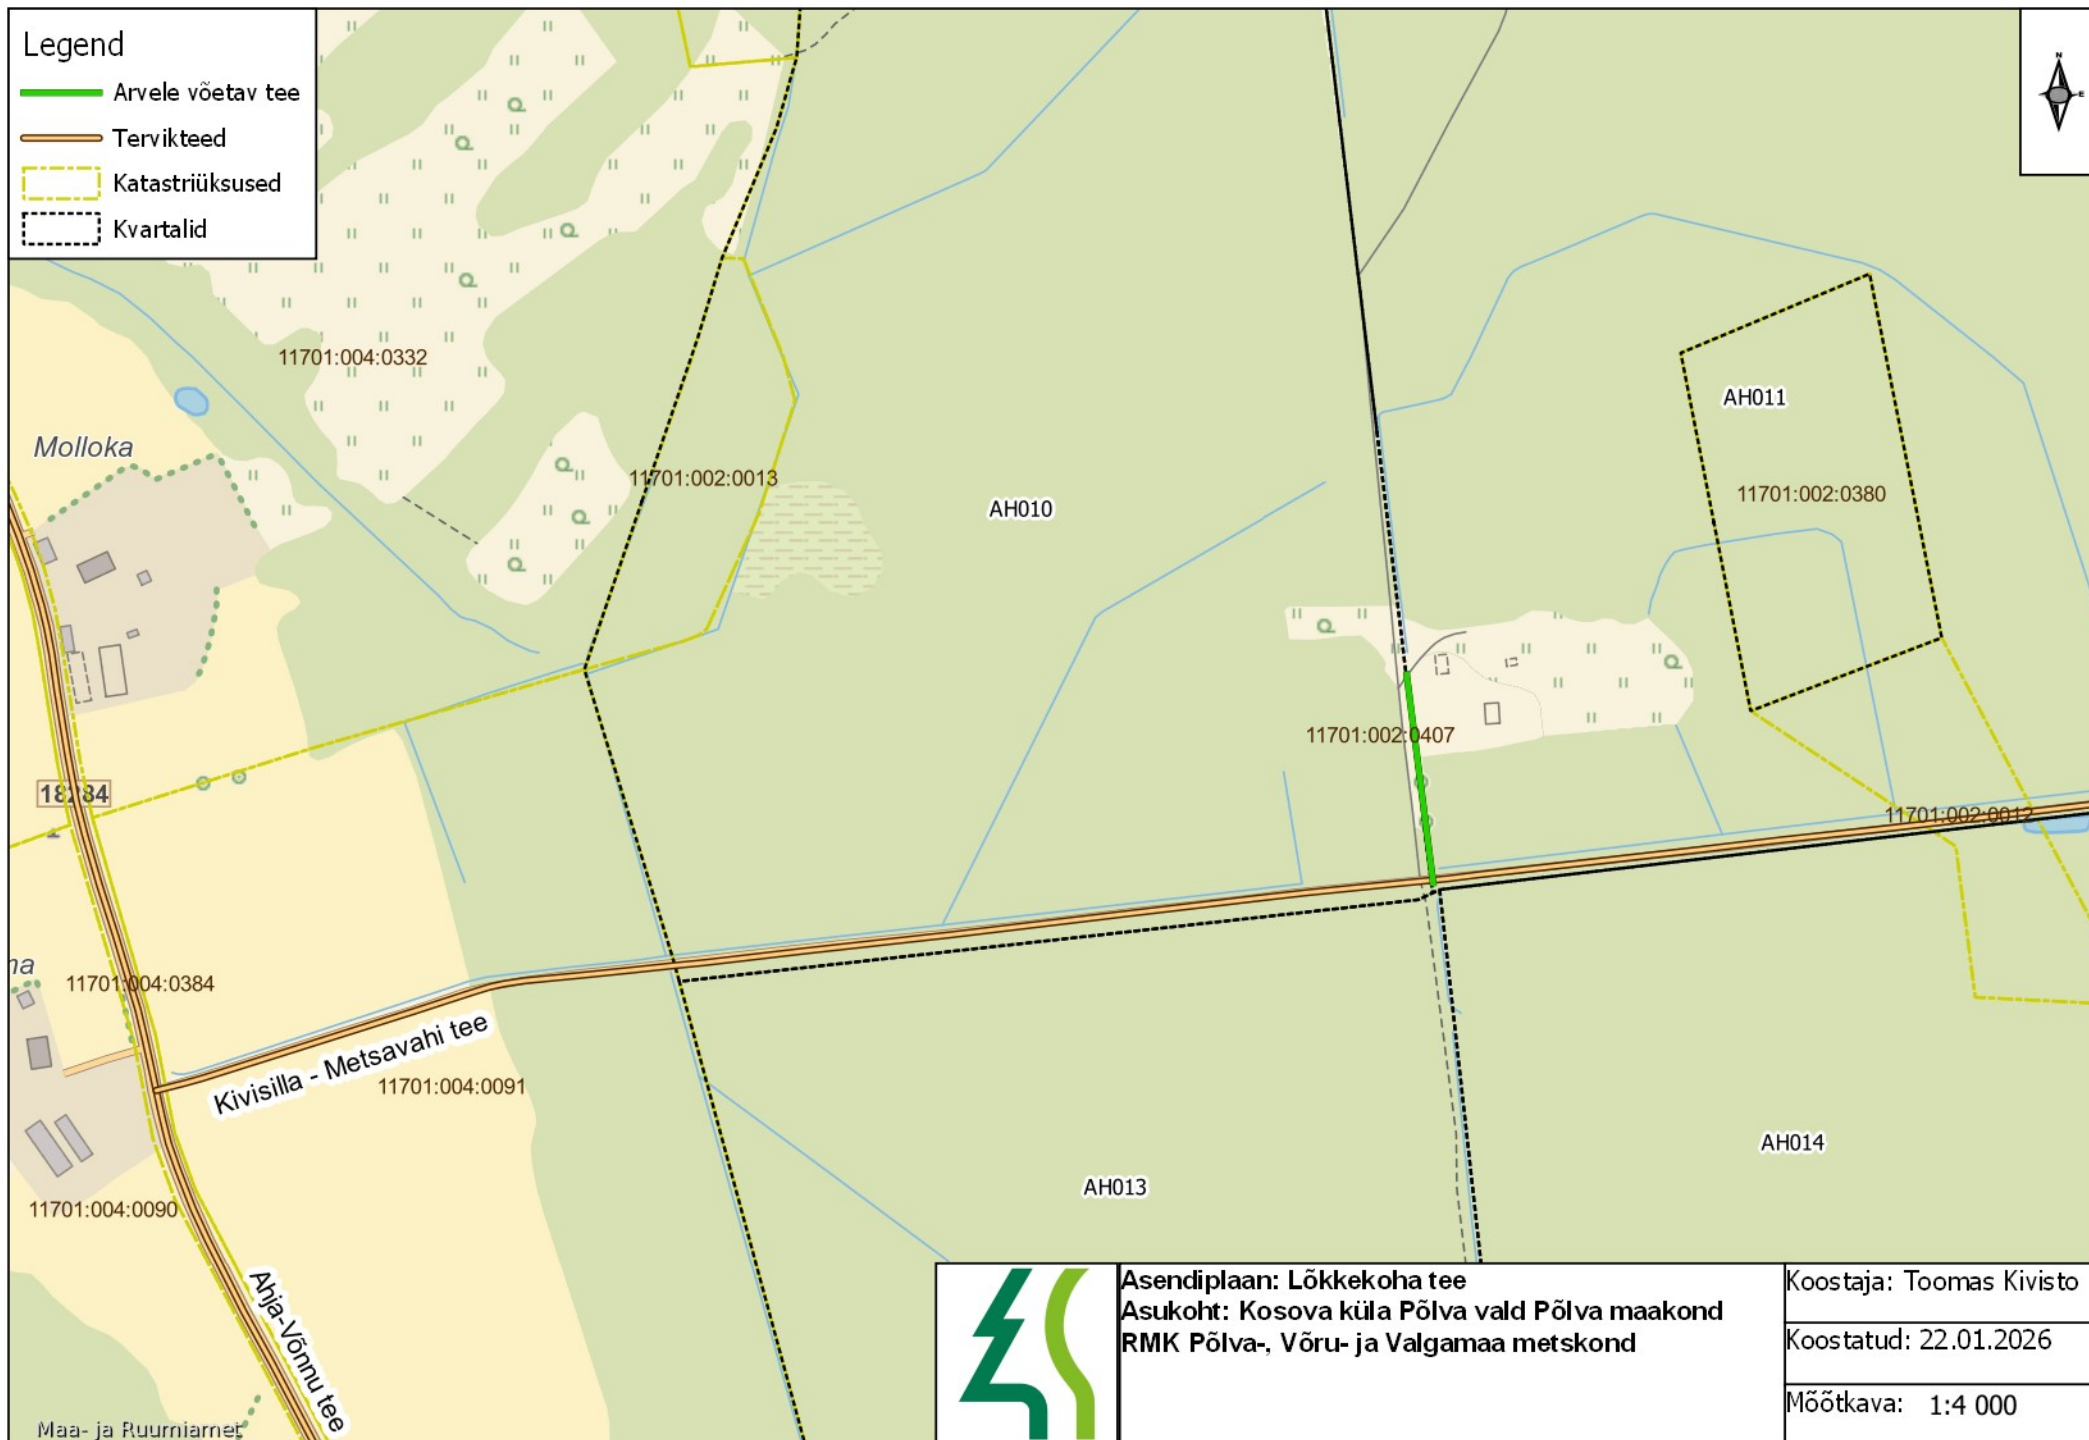 Legend
Arvele võetav tee
Tervikteed
Katastriüksused
Kvartalid
N
E
11701:004:0332
Molloka
11701:002:0013
AH010
AH011
11701:002:0380
11701:002:0407
18284
11701:002:0012
11701:004:0384
Kivisilla - Metsavahi tee
11701:004:0091
AH014
AH013
11701:004:0090
Ahja-Võnnu tee
Maa- ja Ruumiamet
Asendiplaan: Lõkkekoha tee
Asukoht: Kosova küla Põlva vald Põlva maakond
RMK Põlva-, Võru- ja Valgamaa metskond
Koostaja: Toomas Kivisto
Koostatud: 22.01.2026
Mõõtkava: 1:4 000